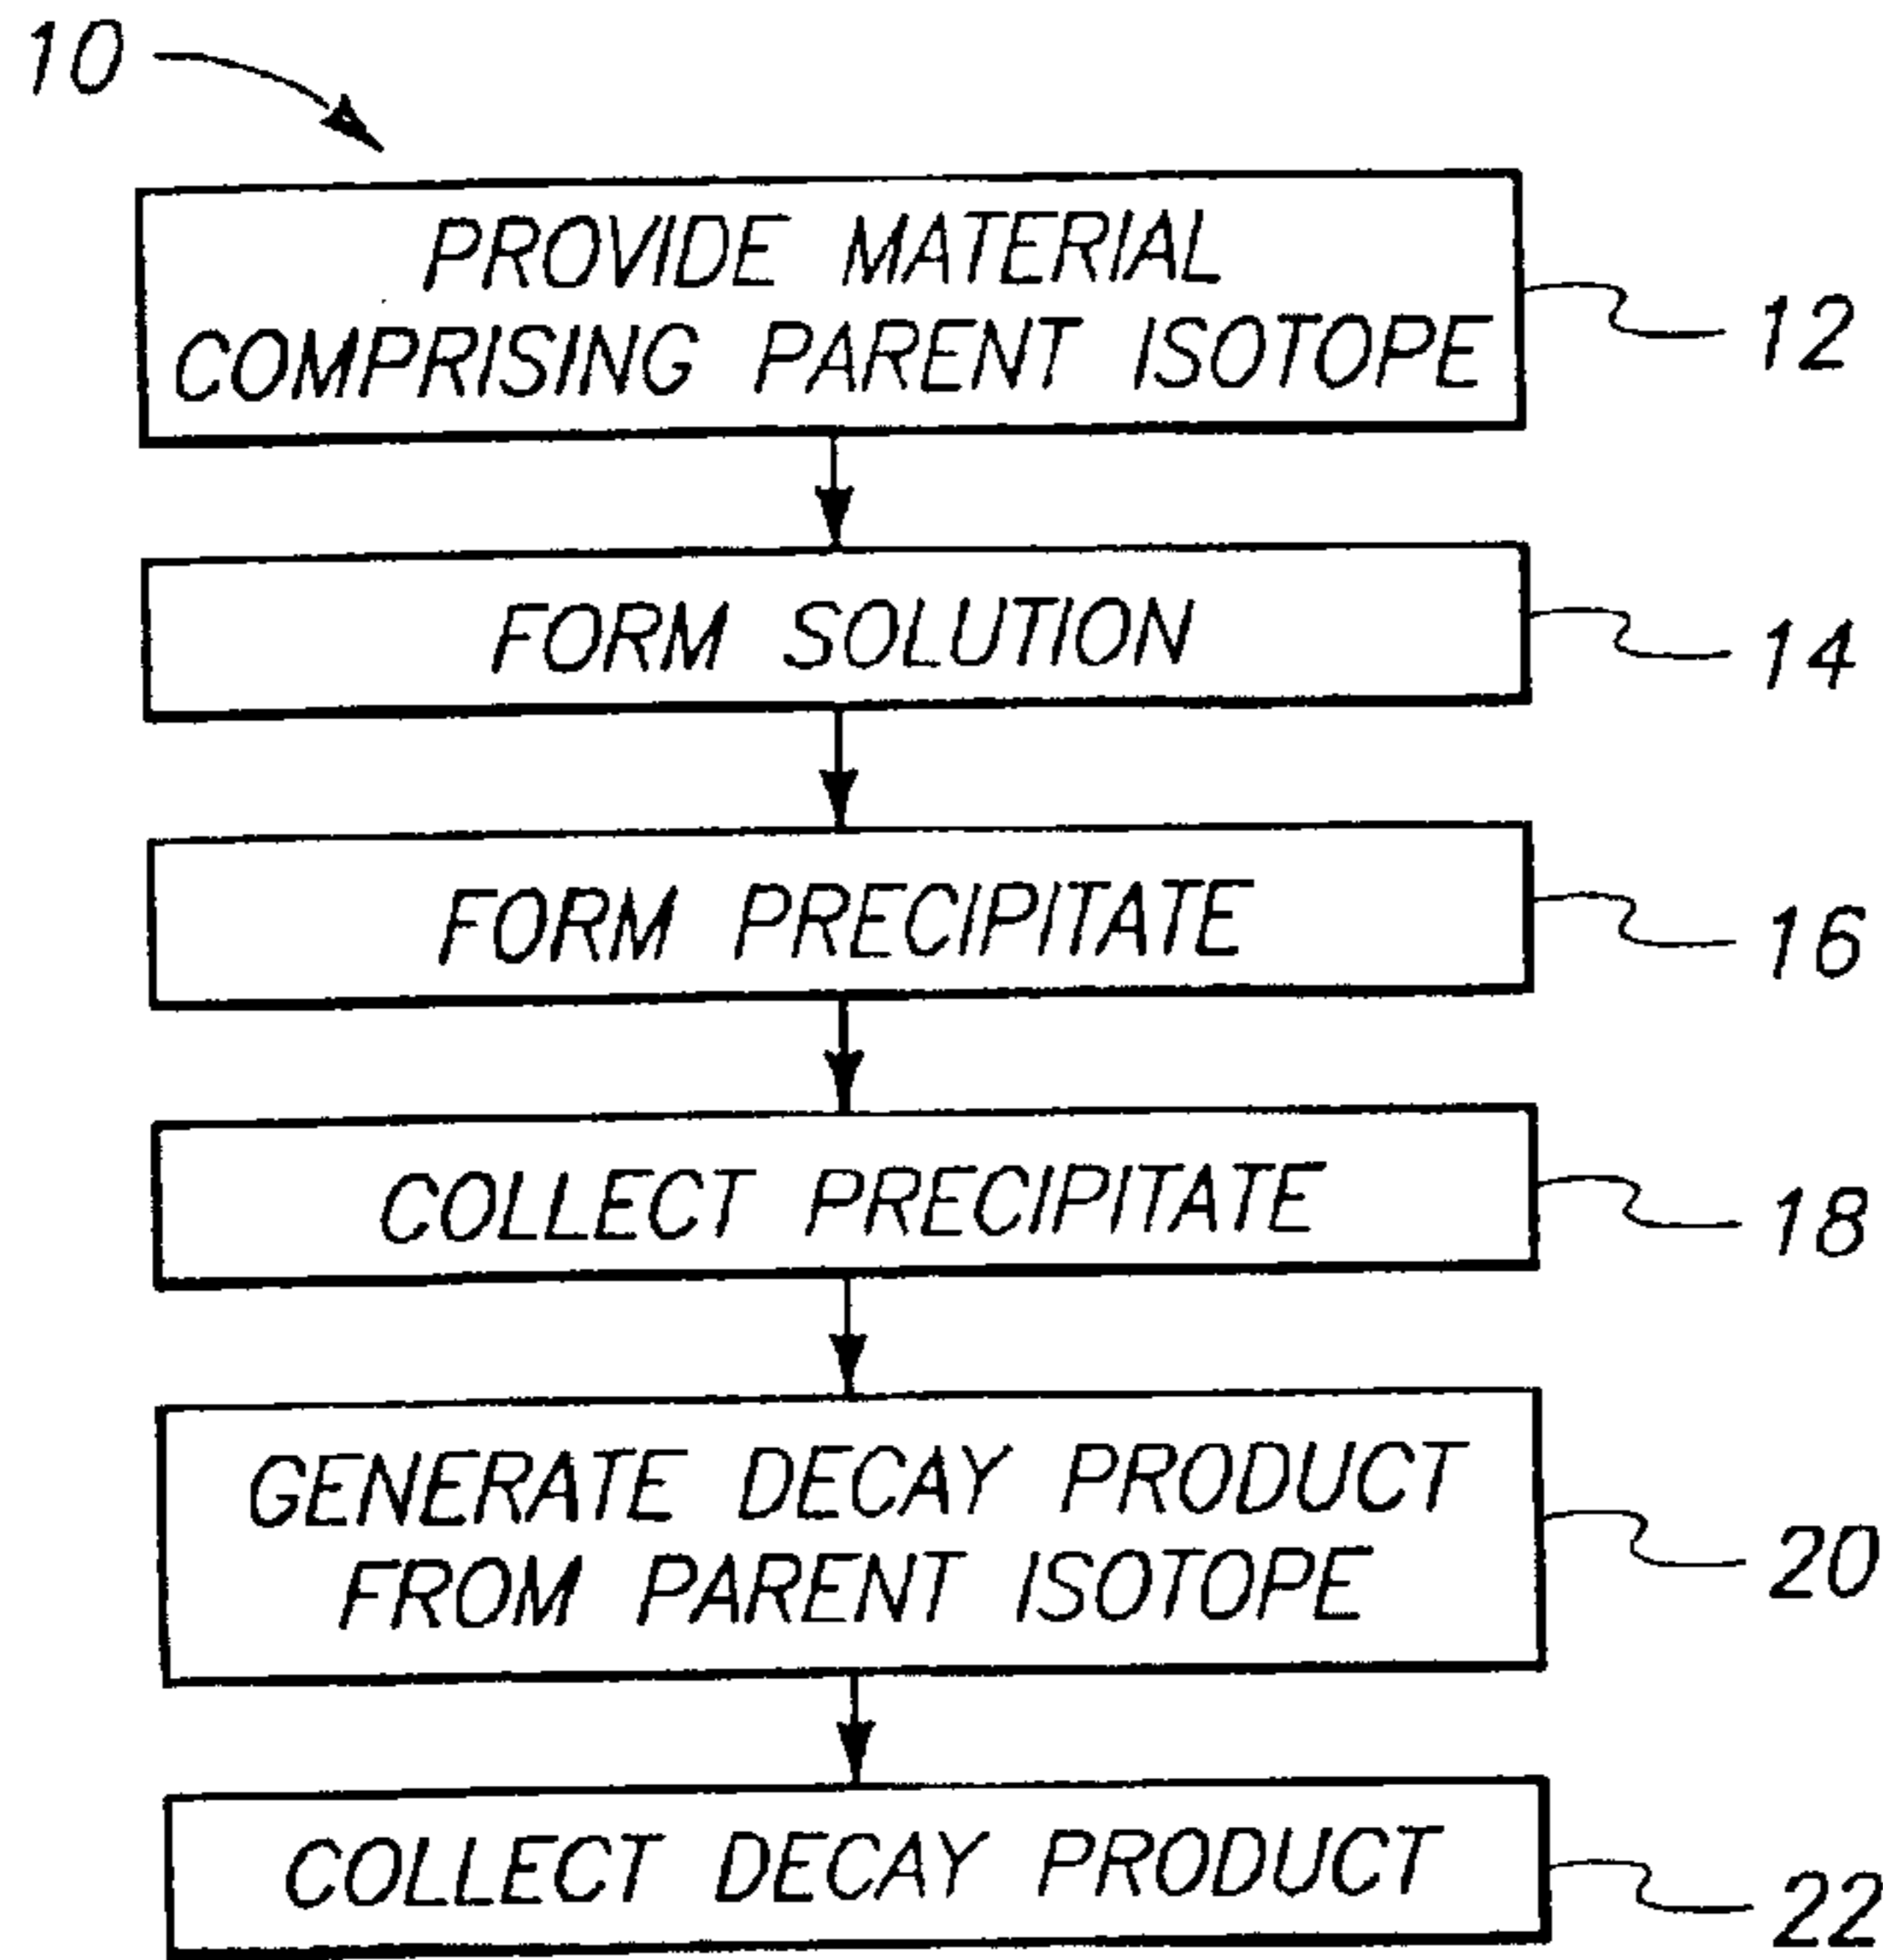 10
PROVIDE MATERIAL
COMPRISING PARENT ISOTOPE
12
FORM SOLUTION
14
FORM PRECIPITATE
16
COLLECT PRECIPITATE
18
GENERATE DECAY PRODUCT
FROM PARENT ISOTOPE
20
COLLECT DECAY PRODUCT
22